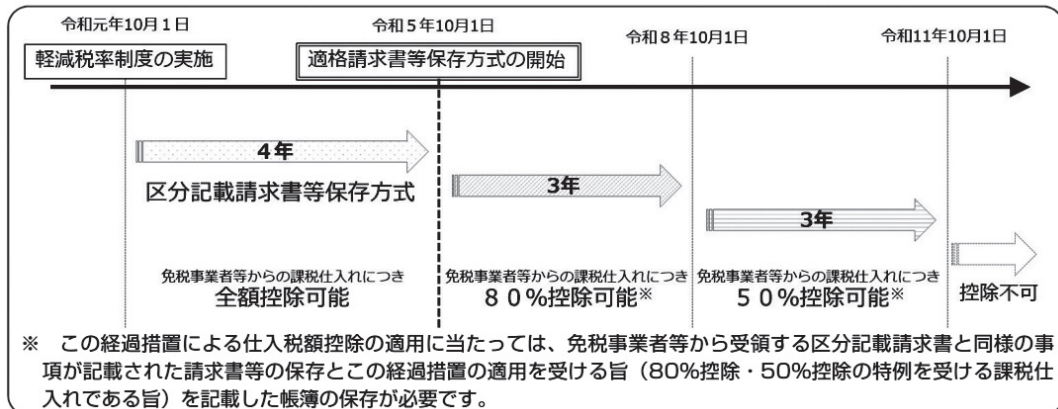 令和元年10月1日
令和5年10月1日
令和8年10月1日
令和11年10月1日
軽減税率制度の実施
適格請求書等保存方式の開始
4年
区分記載請求書等保存方式
3年
3年
免税事業者等からの課税仕入れにつき
全額控除可能
免税事業者等からの課税仕入れにつき
80%控除可能※
免税事業者等からの課税仕入れにつき
50%控除可能※
控除不可
※ この経過措置による仕入税額控除の適用に当たっては、免税事業者等から受領する区分記載請求書と同様の事
項が記載された請求書等の保存とこの経過措置の適用を受ける旨（80%控除・50%控除の特例を受ける課税仕
入れである旨）を記載した帳簿の保存が必要です。